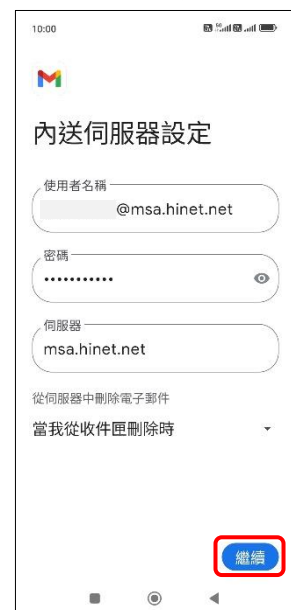 10:00
內送伺服器設定
使用者名稱
@msa.hinet.net
密碼
•••••••••••
伺服器
msa.hinet.net
從伺服器中刪除電子郵件
當我從收件匣刪除時
繼續